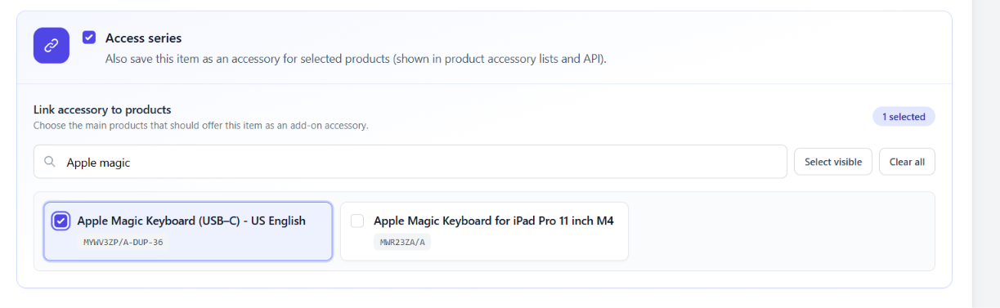 Access series
Also save this item as an accessory for selected products (shown in product accessory lists and API).
Link accessory to products
Choose the main products that should offer this item as an add-on accessory.
1 selected
Apple magic
Select visible
Clear all
Apple Magic Keyboard (USB–C) - US English
MYWV3ZP/A-DUP-36
Apple Magic Keyboard for iPad Pro 11 inch M4
MWR23ZA/A